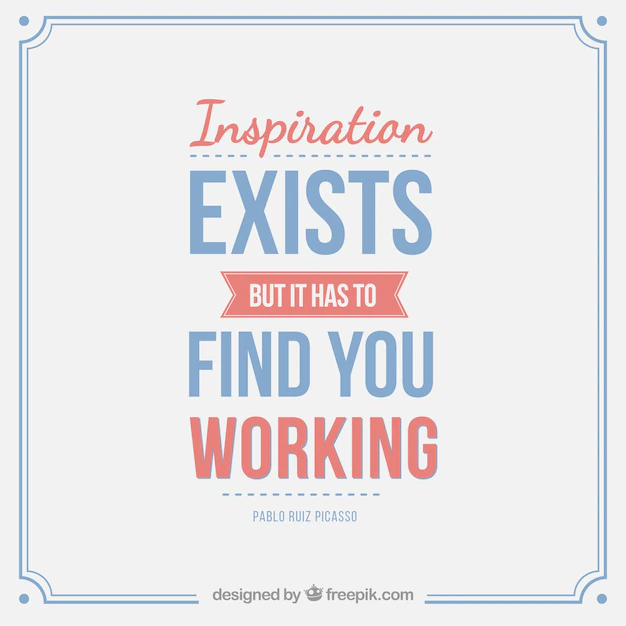 Inspiration
EXISTS
BUT IT HAS TO
FIND YOU
WORKING
PABLO RUIZ PICASSO
designed by freepik.com